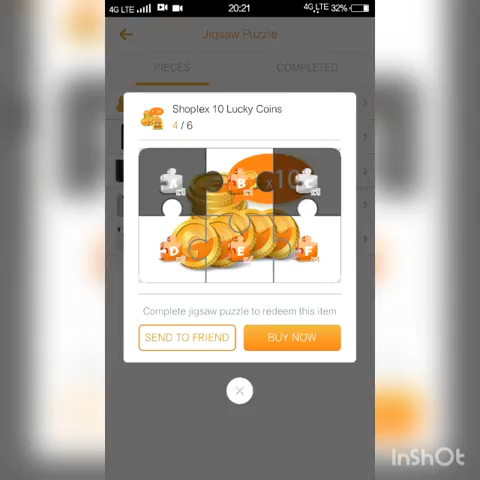 4G LTE 20:21 4G LTE 32%
Jigsaw Puzzle
PIECES COMPLETED
Shoplex 10 Lucky Coins
4 / 6
x10
A B C
D E F
Complete jigsaw puzzle to redeem this item
SEND TO FRIEND BUY NOW
InShOt